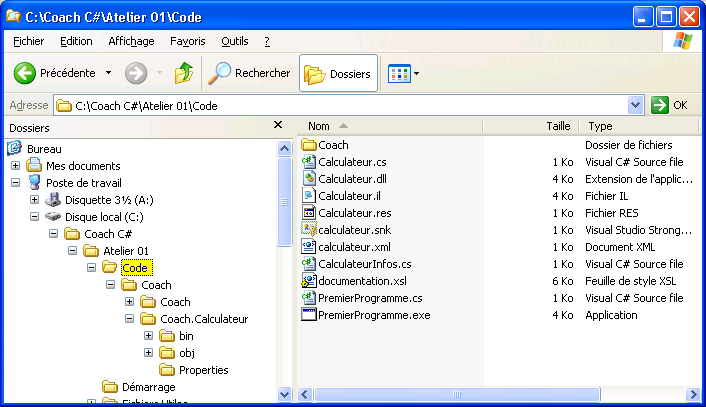 C:\Coach C#\Atelier 01\Code
Fichier Edition Affichage Favoris Outils ?
Précédente Rechercher Dossiers
Adresse C:\Coach C#\Atelier 01\Code OK
Dossiers
Bureau
Mes documents
Poste de travail
Disquette 3½ (A:)
Disque local (C:)
Coach C#
Atelier 01
Code
Coach
Coach
Coach.Calculateur
bin
obj
Properties
Démarrage
Fichiers Utiles
Nom Taille Type
Coach Dossier de fichiers
Calculateur.cs 1 Ko Visual C# Source file
Calculateur.dll 4 Ko Extension de l'applic...
Calculateur.il 4 Ko Fichier IL
Calculateur.res 1 Ko Fichier RES
calculateur.snk 1 Ko Visual Studio Strong...
calculateur.xml 1 Ko Document XML
CalculateurInfos.cs 1 Ko Visual C# Source file
documentation.xsl 6 Ko Feuille de style XSL
PremierProgramme.cs 1 Ko Visual C# Source file
PremierProgramme.exe 4 Ko Application